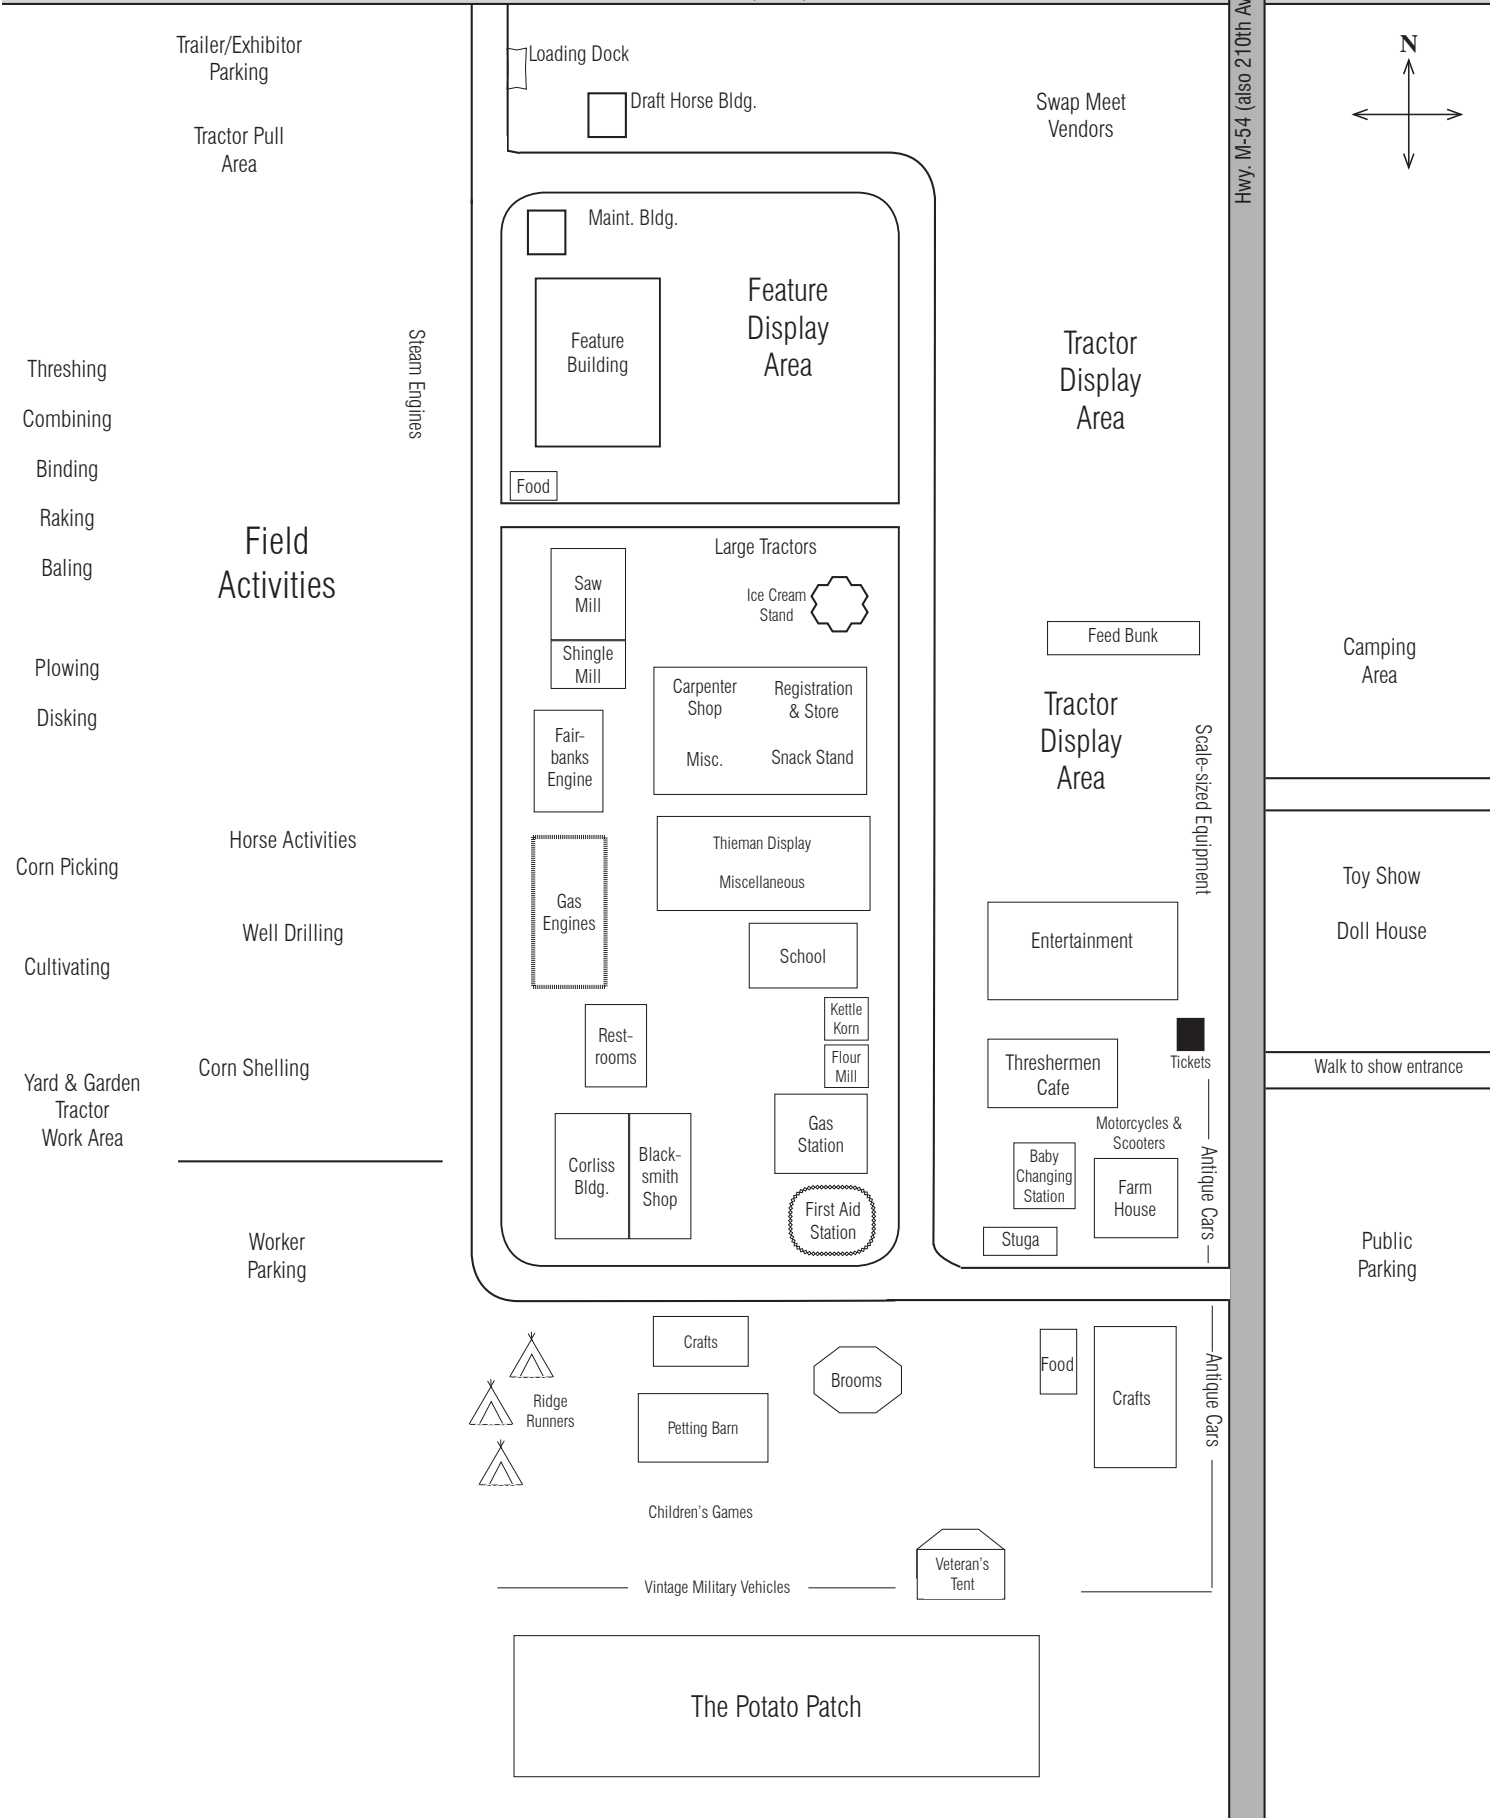 Trailer/Exhibitor
Parking
Loading Dock
Draft Horse Bldg.
Swap Meet
Vendors
Hwy. M-54 (also 210th
N
Tractor Pull
Area
Maint. Bldg.
Feature
Display
Area
Feature
Building
Tractor
Display
Area
Steam Engines
Threshing
Combining
Binding
Raking
Baling
Food
Field
Activities
Plowing
Disking
Large Tractors
Ice Cream
Stand
Saw
Mill
Shingle
Mill
Carpenter
Shop
Registration
& Store
Misc.
Snack Stand
Fair-
banks
Engine
Feed Bunk
Tractor
Display
Area
Scale-sized Equipment
Camping
Area
Horse Activities
Corn Picking
Well Drilling
Cultivating
Gas
Engines
Thieman Display
Miscellaneous
School
Entertainment
Toy Show
Doll House
Kettle
Korn
Flour
Mill
Rest-
rooms
Threshermen
Cafe
Tickets
Walk to show entrance
Corn Shelling
Yard & Garden
Tractor
Work Area
Corliss
Bldg.
Black-
smith
Shop
Gas
Station
First Aid
Station
Motorcycles &
Scooters
Baby
Changing
Station
Farm
House
Antique Cars
Stuga
Worker
Parking
Public
Parking
Crafts
Brooms
Food
Crafts
Antique Cars
Ridge
Runners
Petting Barn
Children's Games
Veteran's
Tent
Vintage Military Vehicles
The Potato Patch